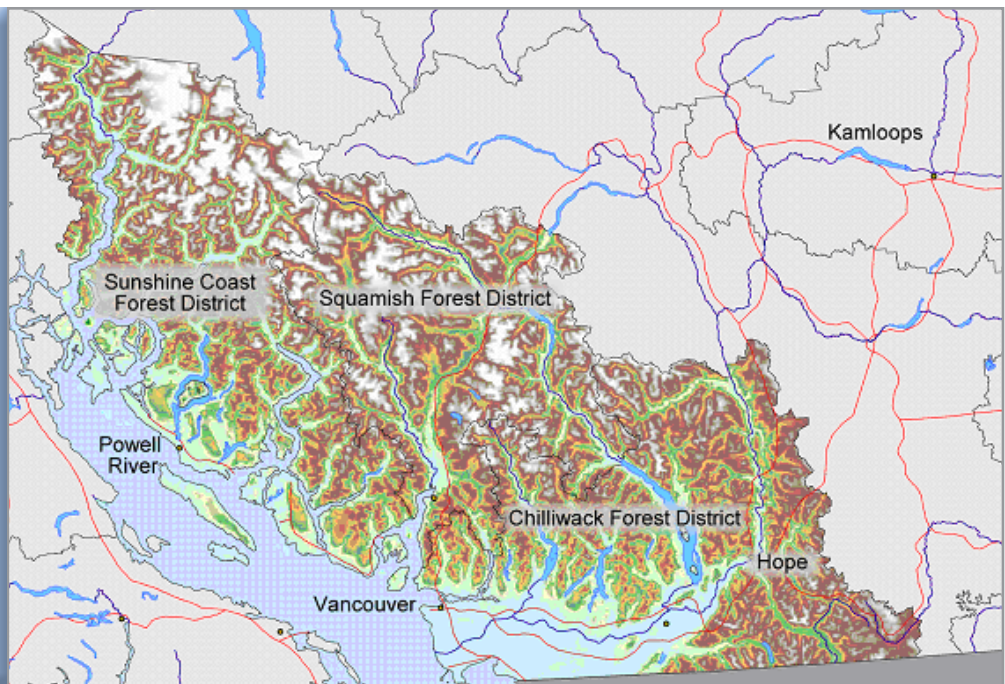 Kamloops
Sunshine Coast
Forest District
Squamish Forest District
Powell
River
Chilliwack Forest District
Hope
Vancouver